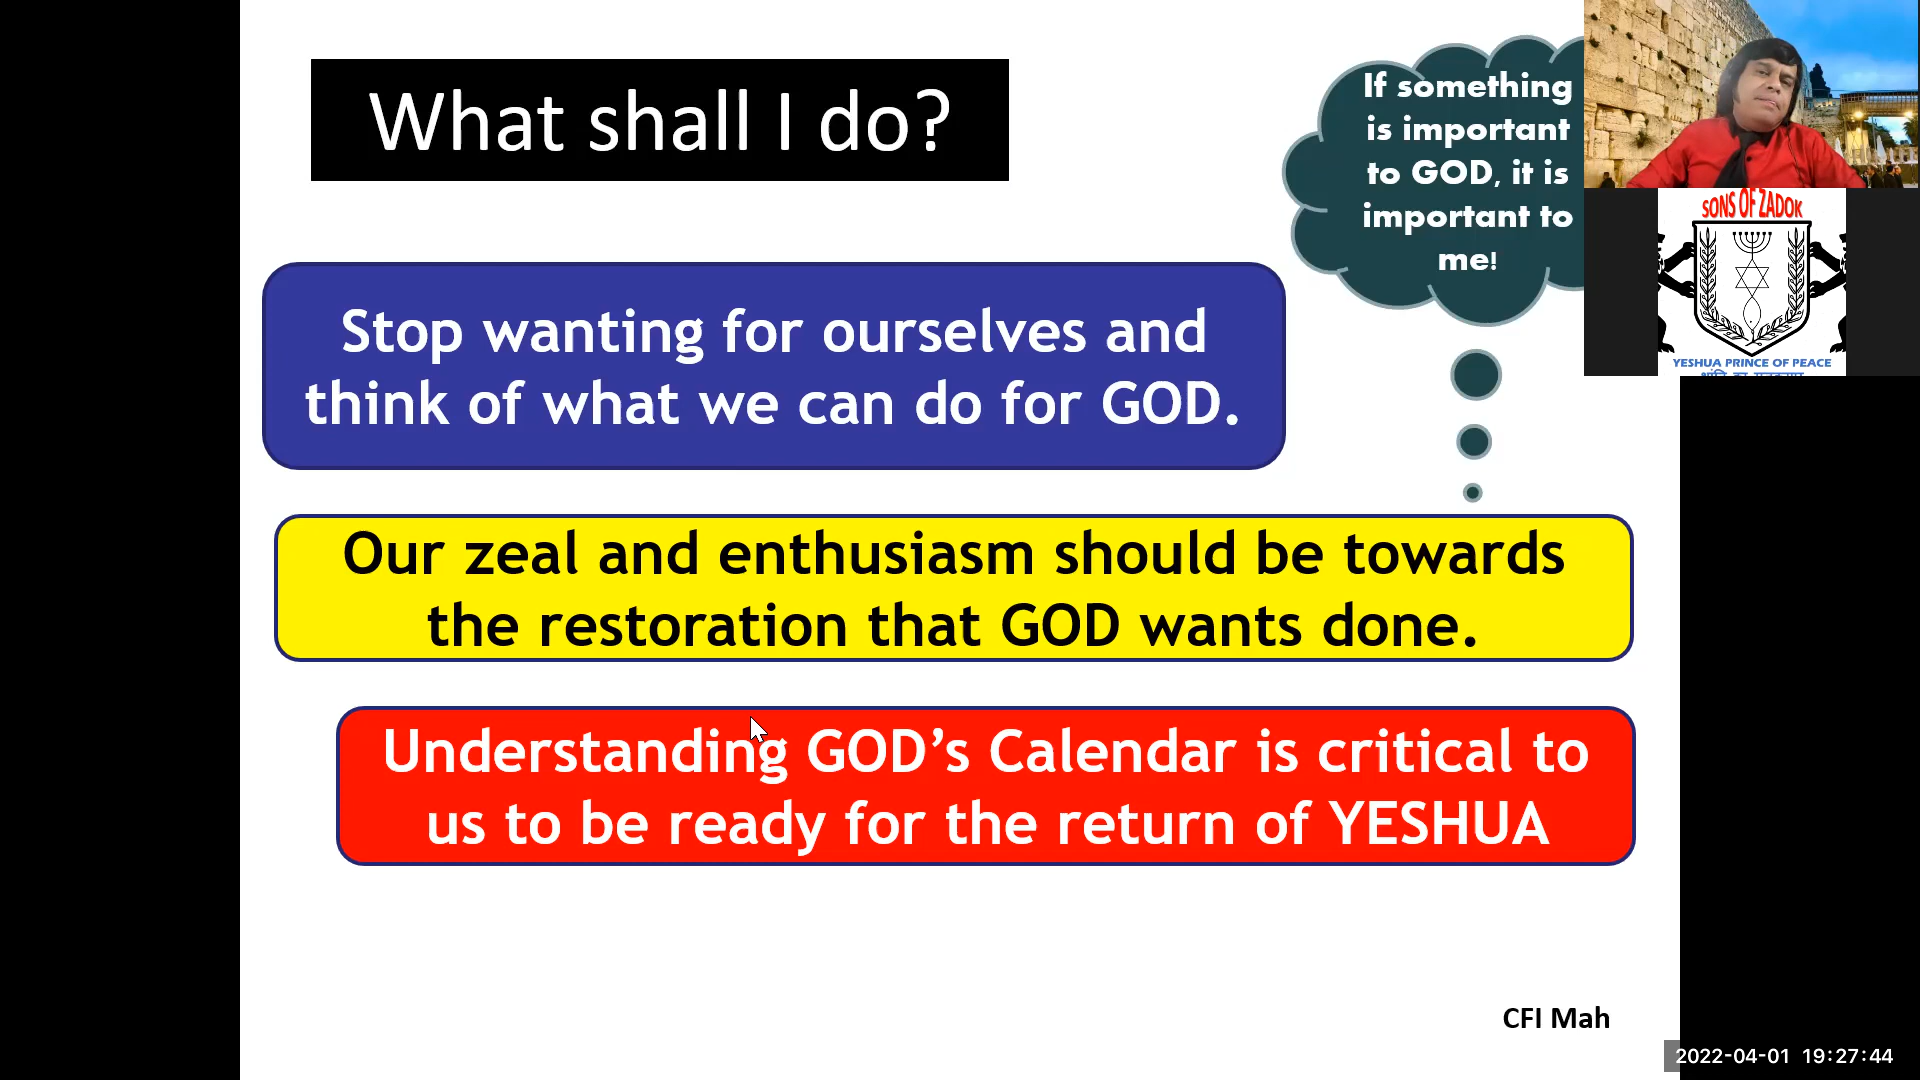 What shall I do?
If something
is important
to GOD, it is
important to
me!
Stop wanting for ourselves and
think of what we can do for GOD.
Our zeal and enthusiasm should be towards
the restoration that GOD wants done.
Understanding GOD’s Calendar is critical to
us to be ready for the return of YESHUA
SONS OF ZADOK
YESHUA PRINCE OF PEACE
CFI Mah
2022-04-01 19:27:44